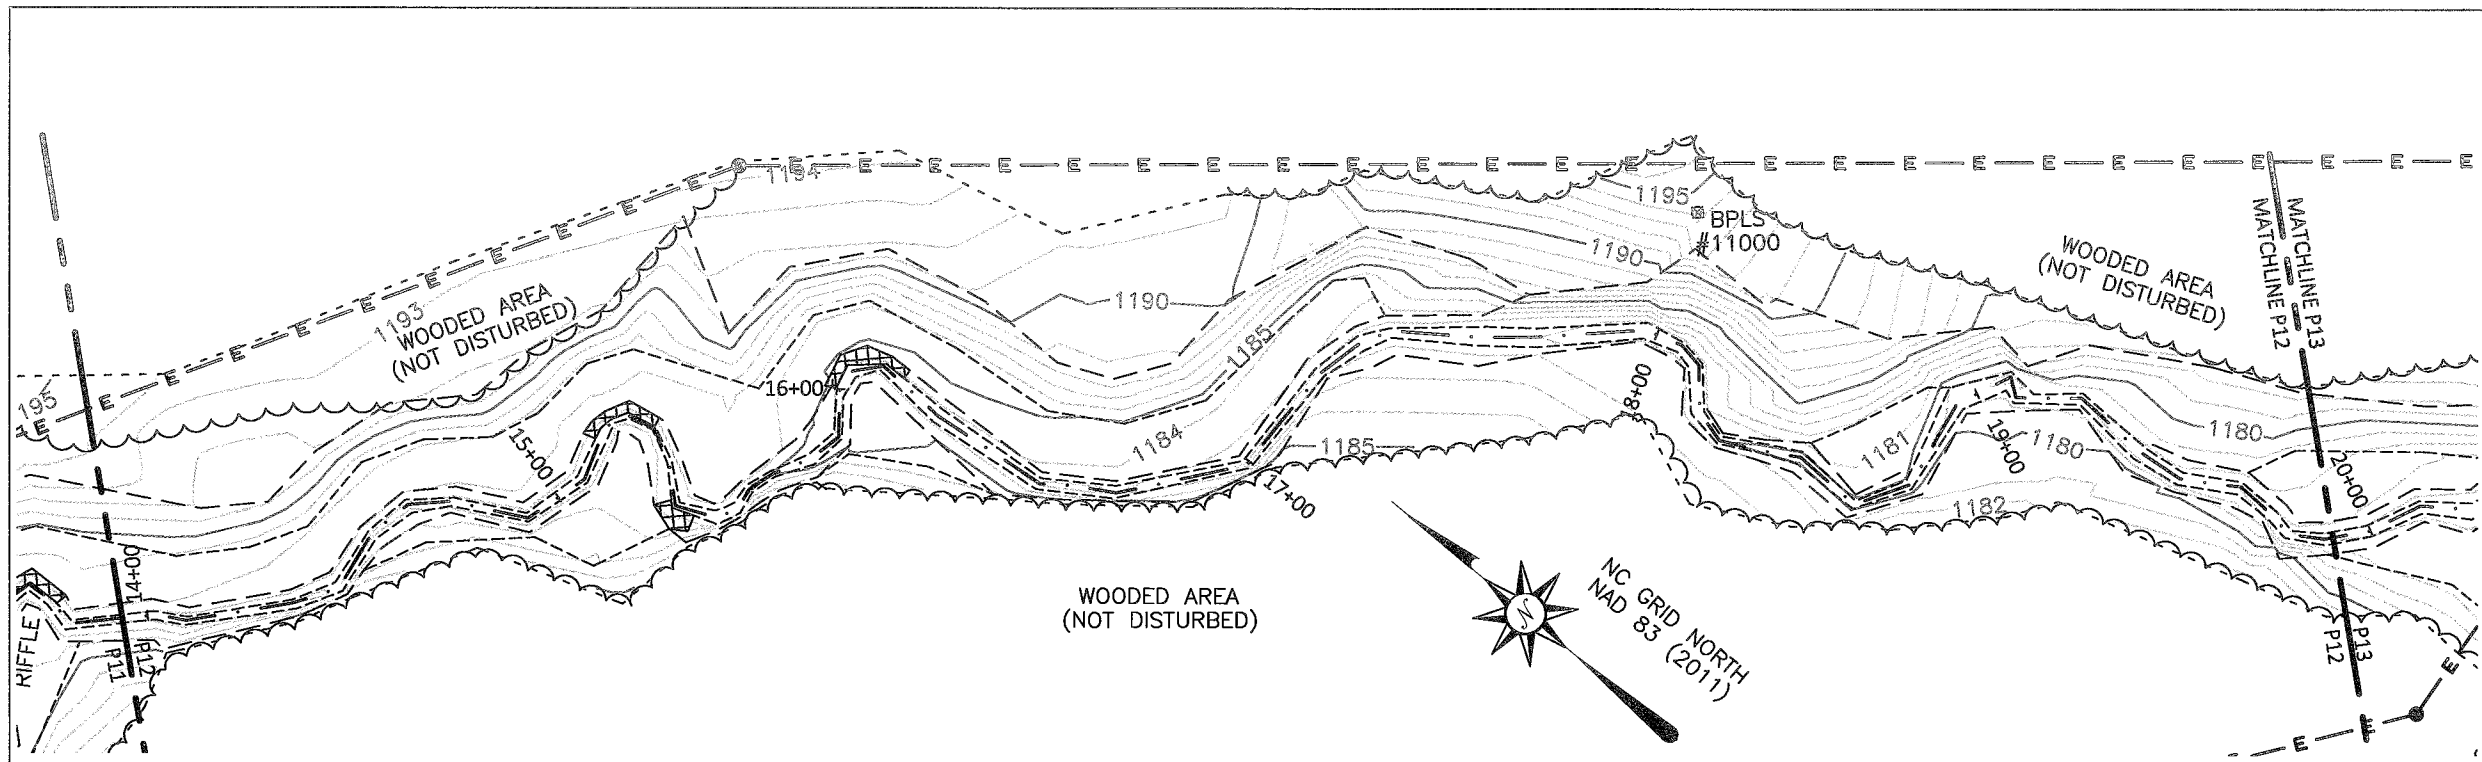 1194
E E E E E E E E E E E E E E E E E E E E E E E E E
E E E E E E E E E E
1195
BPLS
#11000
MATCHLINE P13
MATCHLINE P12
WOODED AREA
(NOT DISTURBED)
1190
1190
1193
WOODED AREA
(NOT DISTURBED)
1185
195
16+00
18+00
15+00
1184
1185
1181
19+00
1180
1180
20+00
17+00
1182
14+00
WOODED AREA
(NOT DISTURBED)
N
NC GRID NORTH
NAD 83 (2011)
RIFFLE
P11
P12
P12
P13
E
E
E